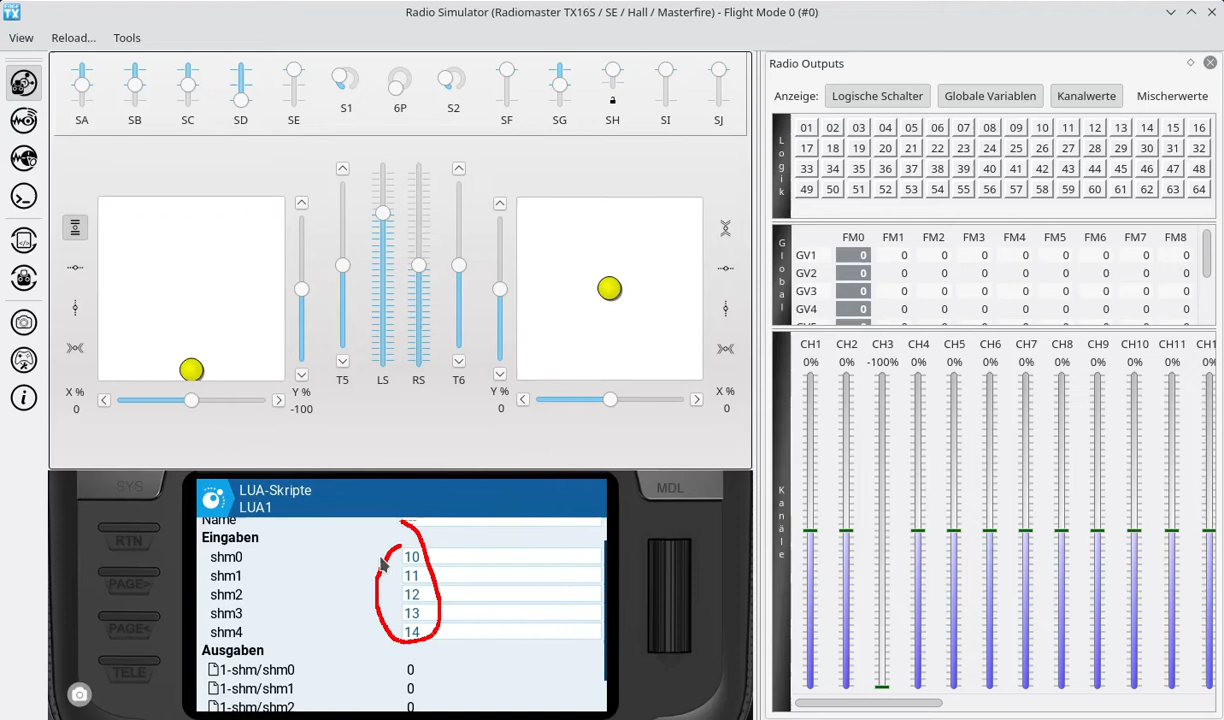 Radio Simulator (Radiomaster TX16S / SE / Hall / Masterfire) - Flight Mode 0 (#0)
View Reload... Tools
SA SB SC SD SE S1 6P S2 SF SG SH SI SJ
T5 LS RS T6
X % 0
Y % -100
Y % 0
X % 0
Radio Outputs
Anzeige: Logische Schalter Globale Variablen Kanalwerte Mischerwerte
Logik
01 02 03 04 05 06 07 08 09 10 11 12 13 14 15 16
17 18 19 20 21 22 23 24 25 26 27 28 29 30 31 32
33 34 35 36 37 38 39 40 41 42 43 44 45 46 47 48
49 50 51 52 53 54 55 56 57 58 59 60 61 62 63 64
Global
FM0 FM1 FM2 FM3 FM4 FM5 FM6 FM7 FM8
GV1 0 0 0 0 0 0 0 0 0
GV2 0 0 0 0 0 0 0 0 0
GV3 0 0 0 0 0 0 0 0 0
GV4 0 0 0 0 0 0 0 0 0
Kanäle
CH1 CH2 CH3 CH4 CH5 CH6 CH7 CH8 CH9 CH10 CH11 CH1
0% 0% -100% 0% 0% 0% 0% 0% 0% 0% 0%
SYS
RTN
PAGE>
PAGE<
TELE
MDL
LUA-Skripte
LUA1
Name ---
Eingaben
shm0 10
shm1 11
shm2 12
shm3 13
shm4 14
Ausgaben
1-shm/shm0 0
1-shm/shm1 0
1-shm/shm2 0